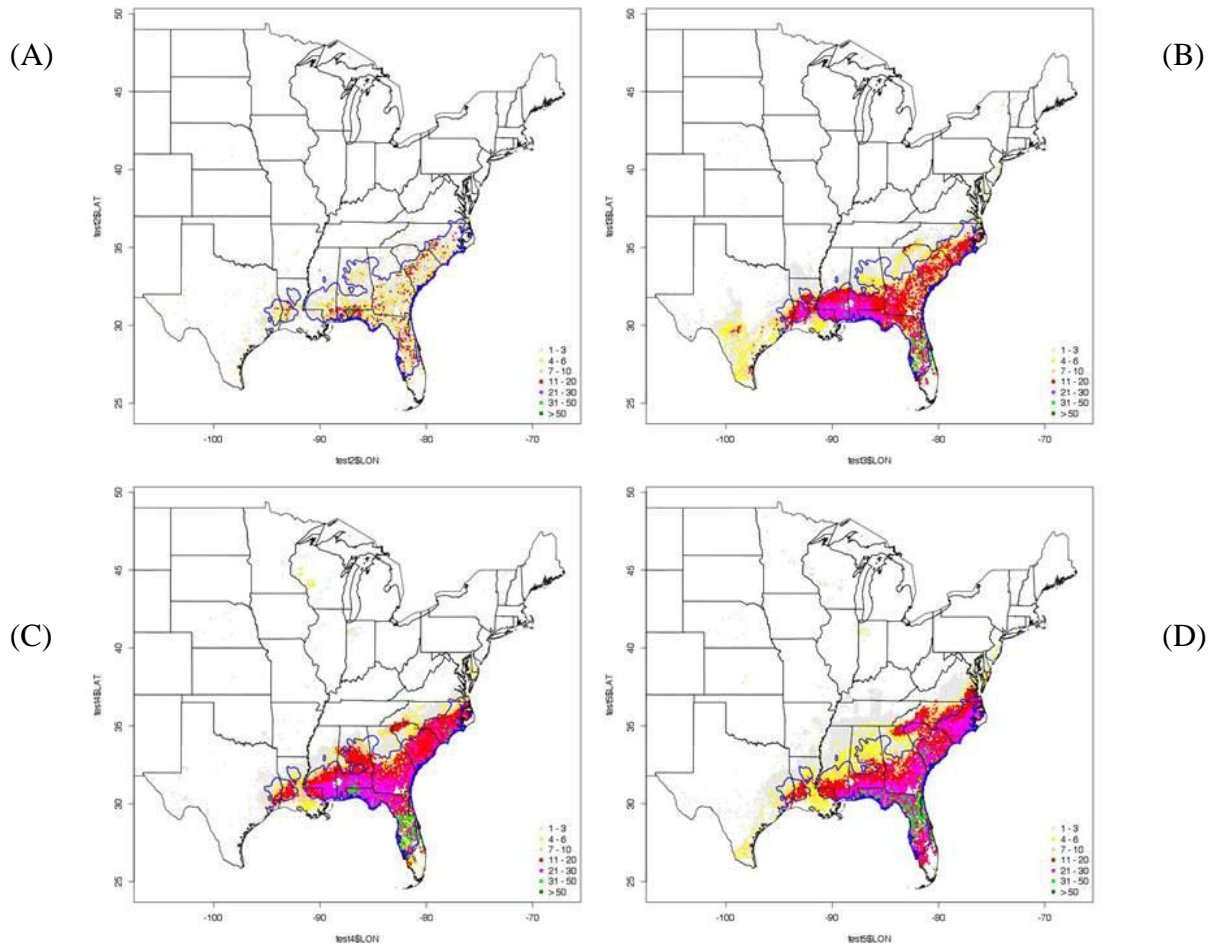 (A)
50
45
40
35
30
25
test2$LAT
-100
-90
-80
-70
test2$LON
1 - 3
4 - 6
7 - 10
11 - 20
21 - 30
31 - 50
> 50
(B)
50
45
40
35
30
25
test3$LAT
-100
-90
-80
-70
test3$LON
1 - 3
4 - 6
7 - 10
11 - 20
21 - 30
31 - 50
> 50
(C)
50
45
40
35
30
25
test4$LAT
-100
-90
-80
-70
test4$LON
1 - 3
4 - 6
7 - 10
11 - 20
21 - 30
31 - 50
> 50
(D)
50
45
40
35
30
25
test5$LAT
-100
-90
-80
-70
test5$LON
1 - 3
4 - 6
7 - 10
11 - 20
21 - 30
31 - 50
> 50